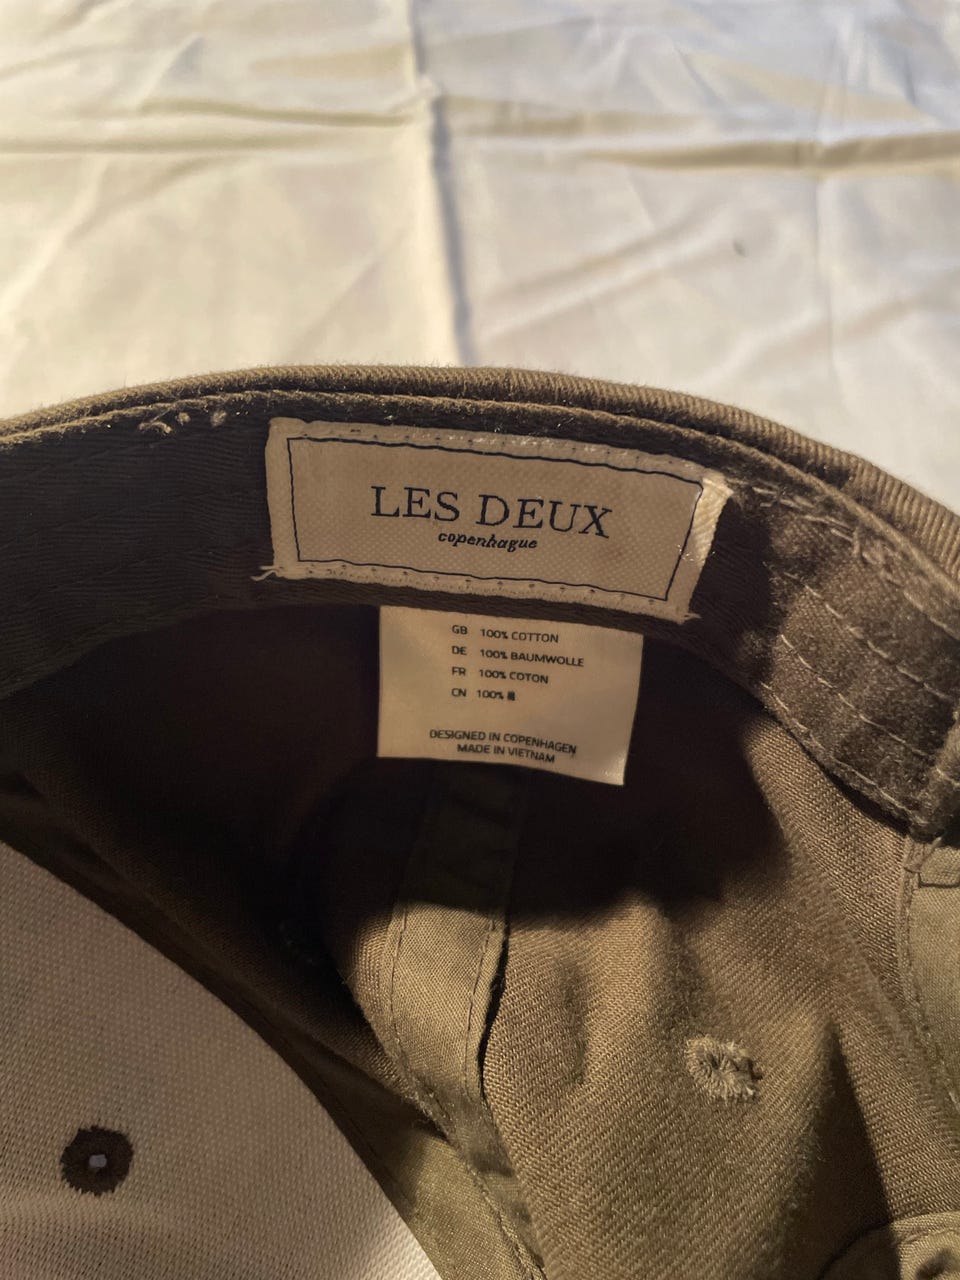 LES DEUX
copenhague
GB 100% COTTON
DE 100% BAUMWOLLE
FR 100% COTON
CN 100%
DESIGNED IN COPENHAGEN
MADE IN VIETNAM